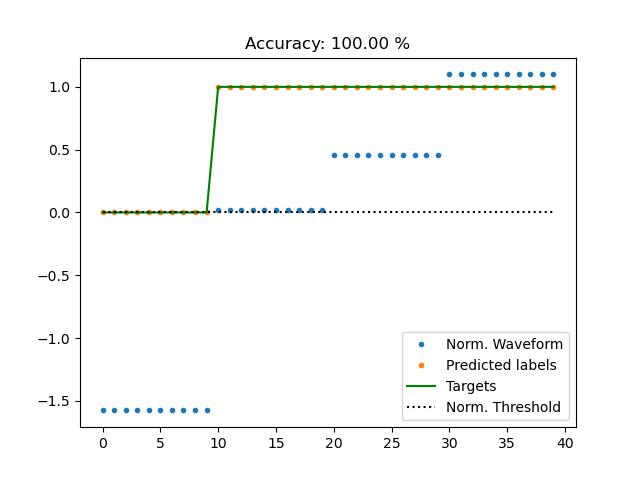 Accuracy: 100.00 %
1.0
0.5
0.0
−0.5
−1.0
−1.5
Norm. Waveform
Predicted labels
Targets
Norm. Threshold
0 5 10 15 20 25 30 35 40